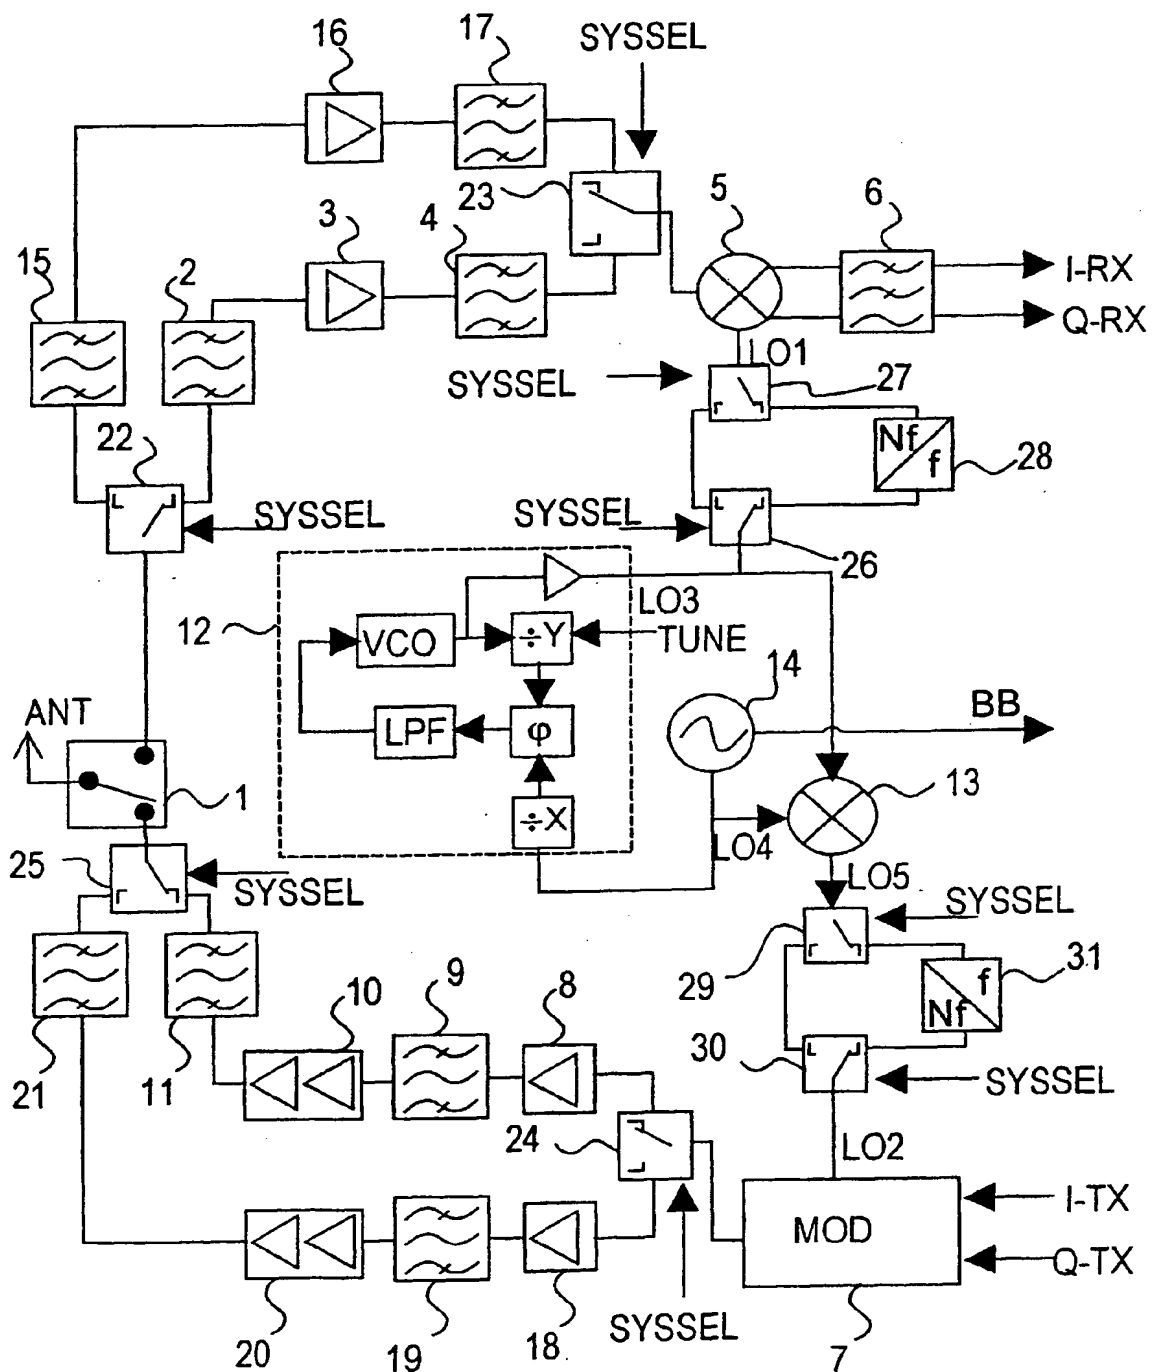 16
17
SYSSEL
23
5
6
3
4
15
2
I-RX
Q-RX
LO1
SYSSEL
27
22
Nf
f
28
SYSSEL
SYSSEL
26
12
LO3
VCO
÷Y
TUNE
14
ANT
LPF
φ
BB
1
÷X
13
LO4
25
SYSSEL
LO5
SYSSEL
29
31
f
Nf
10
9
8
30
21
11
SYSSEL
24
LO2
I-TX
MOD
Q-TX
18
SYSSEL
20
19
7